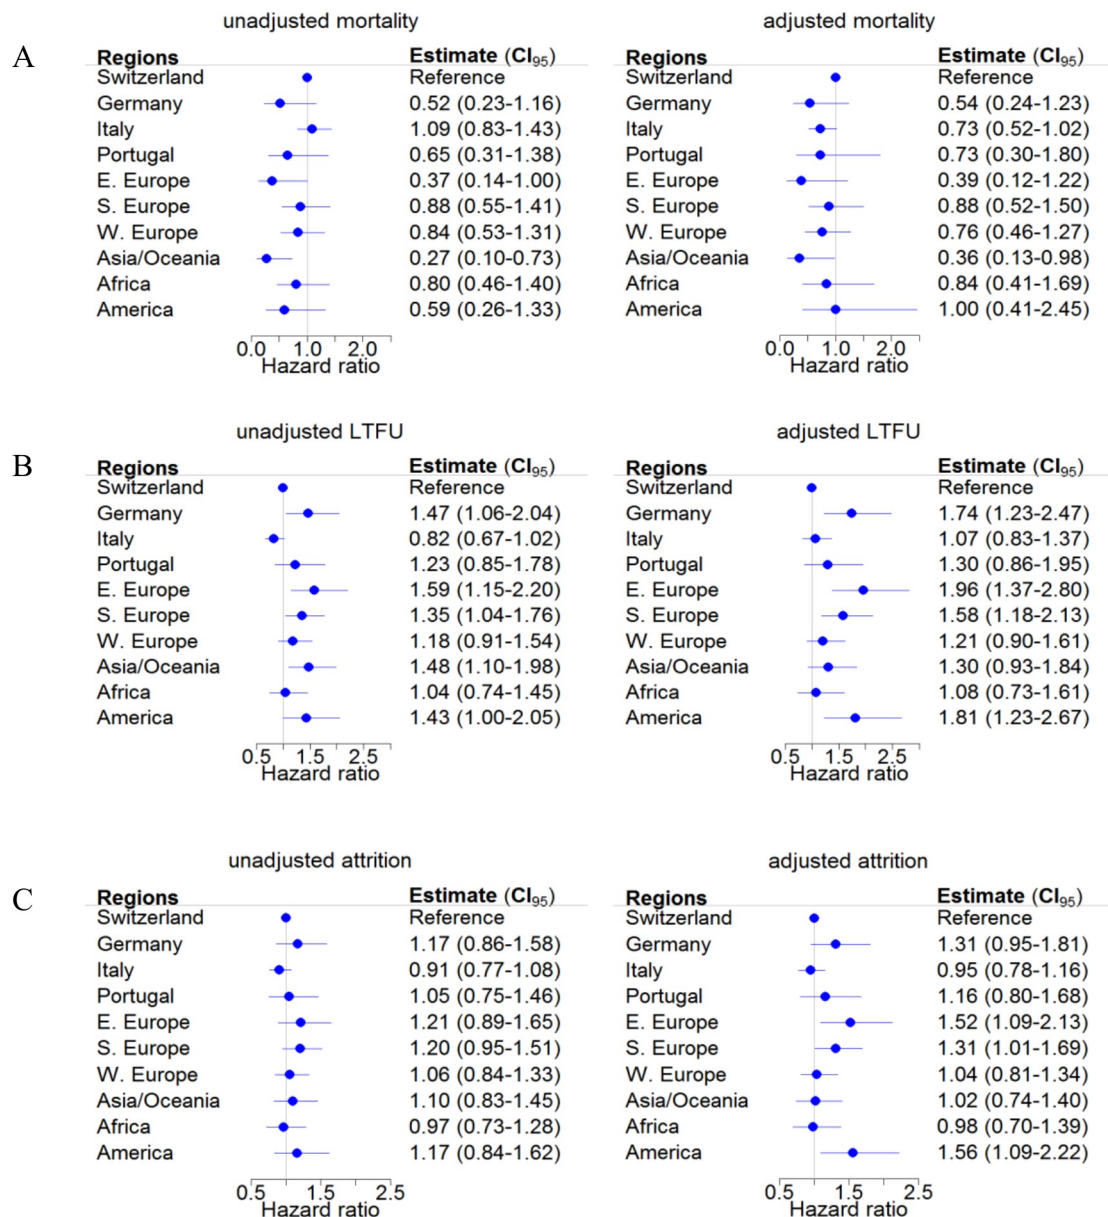 unadjusted mortality
adjusted mortality
A
Regions Estimate (CI95)
Switzerland Reference
Germany 0.52 (0.23-1.16)
Italy 1.09 (0.83-1.43)
Portugal 0.65 (0.31-1.38)
E. Europe 0.37 (0.14-1.00)
S. Europe 0.88 (0.55-1.41)
W. Europe 0.84 (0.53-1.31)
Asia/Oceania 0.27 (0.10-0.73)
Africa 0.80 (0.46-1.40)
America 0.59 (0.26-1.33)
0.0 1.0 2.0
Hazard ratio
Regions Estimate (CI95)
Switzerland Reference
Germany 0.54 (0.24-1.23)
Italy 0.73 (0.52-1.02)
Portugal 0.73 (0.30-1.80)
E. Europe 0.39 (0.12-1.22)
S. Europe 0.88 (0.52-1.50)
W. Europe 0.76 (0.46-1.27)
Asia/Oceania 0.36 (0.13-0.98)
Africa 0.84 (0.41-1.69)
America 1.00 (0.41-2.45)
0.0 1.0 2.0
Hazard ratio
unadjusted LTFU
adjusted LTFU
B
Regions Estimate (CI95)
Switzerland Reference
Germany 1.47 (1.06-2.04)
Italy 0.82 (0.67-1.02)
Portugal 1.23 (0.85-1.78)
E. Europe 1.59 (1.15-2.20)
S. Europe 1.35 (1.04-1.76)
W. Europe 1.18 (0.91-1.54)
Asia/Oceania 1.48 (1.10-1.98)
Africa 1.04 (0.74-1.45)
America 1.43 (1.00-2.05)
0.5 1.5 2.5
Hazard ratio
Regions Estimate (CI95)
Switzerland Reference
Germany 1.74 (1.23-2.47)
Italy 1.07 (0.83-1.37)
Portugal 1.30 (0.86-1.95)
E. Europe 1.96 (1.37-2.80)
S. Europe 1.58 (1.18-2.13)
W. Europe 1.21 (0.90-1.61)
Asia/Oceania 1.30 (0.93-1.84)
Africa 1.08 (0.73-1.61)
America 1.81 (1.23-2.67)
0.5 1.5 2.5
Hazard ratio
unadjusted attrition
adjusted attrition
C
Regions Estimate (CI95)
Switzerland Reference
Germany 1.17 (0.86-1.58)
Italy 0.91 (0.77-1.08)
Portugal 1.05 (0.75-1.46)
E. Europe 1.21 (0.89-1.65)
S. Europe 1.20 (0.95-1.51)
W. Europe 1.06 (0.84-1.33)
Asia/Oceania 1.10 (0.83-1.45)
Africa 0.97 (0.73-1.28)
America 1.17 (0.84-1.62)
0.5 1.5 2.5
Hazard ratio
Regions Estimate (CI95)
Switzerland Reference
Germany 1.31 (0.95-1.81)
Italy 0.95 (0.78-1.16)
Portugal 1.16 (0.80-1.68)
E. Europe 1.52 (1.09-2.13)
S. Europe 1.31 (1.01-1.69)
W. Europe 1.04 (0.81-1.34)
Asia/Oceania 1.02 (0.74-1.40)
Africa 0.98 (0.70-1.39)
America 1.56 (1.09-2.22)
0.5 1.5 2.5
Hazard ratio